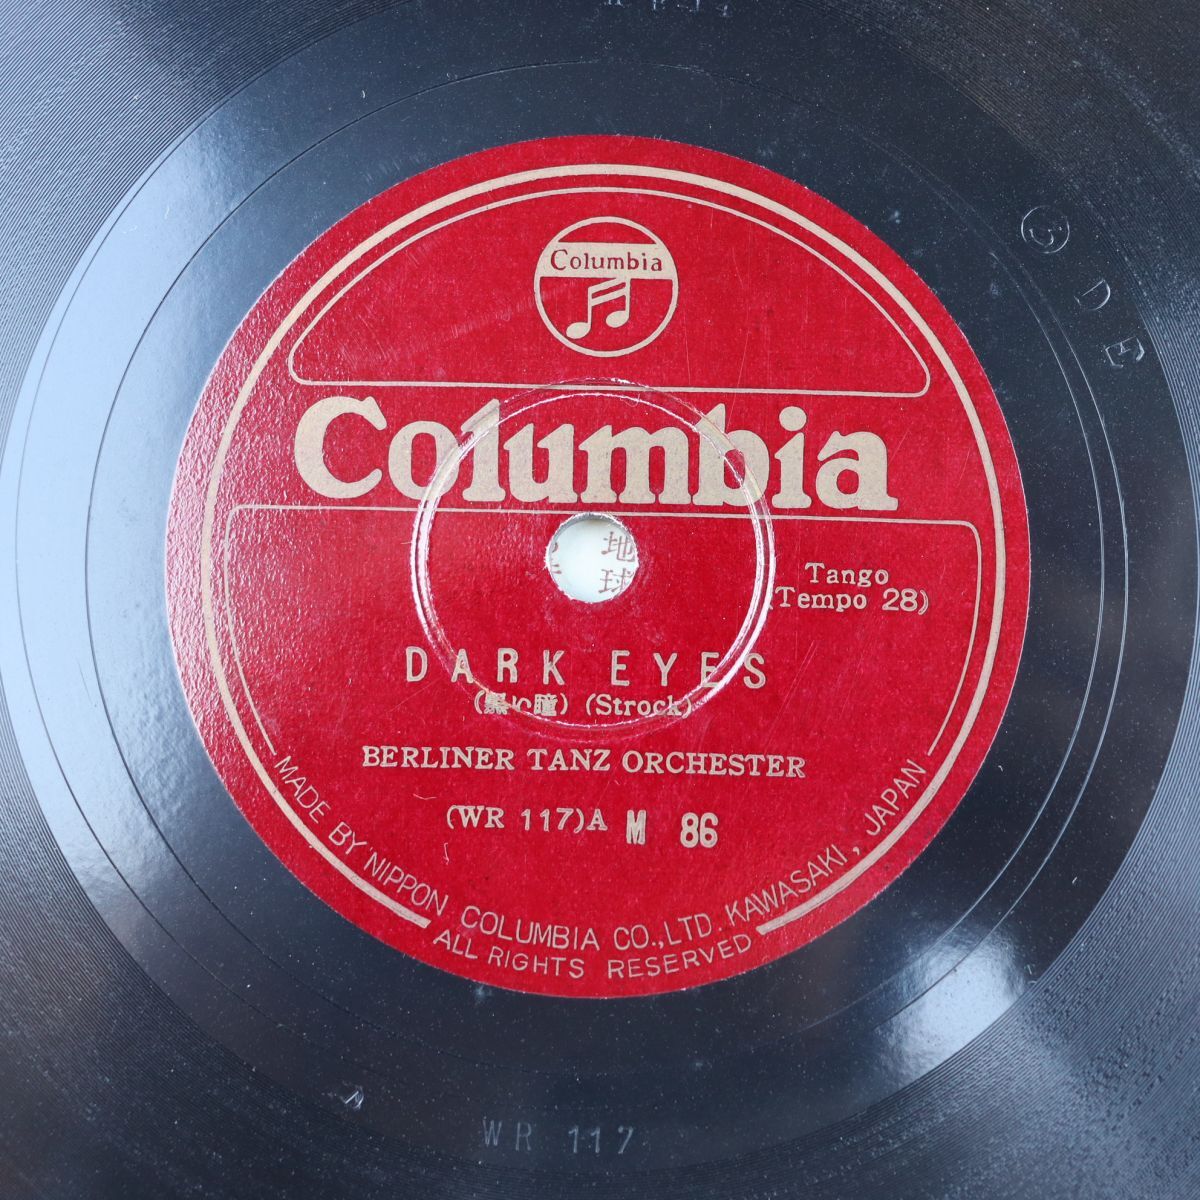 Columbia
Columbia
Tango
(Tempo 28)
地
球
DARK EYES
(黒い瞳) (Strock)
BERLINER TANZ ORCHESTER
(WR 117)A M 86
MADE BY NIPPON COLUMBIA CO.,LTD. KAWASAKI, JAPAN
ALL RIGHTS RESERVED
D E
N
WR 117